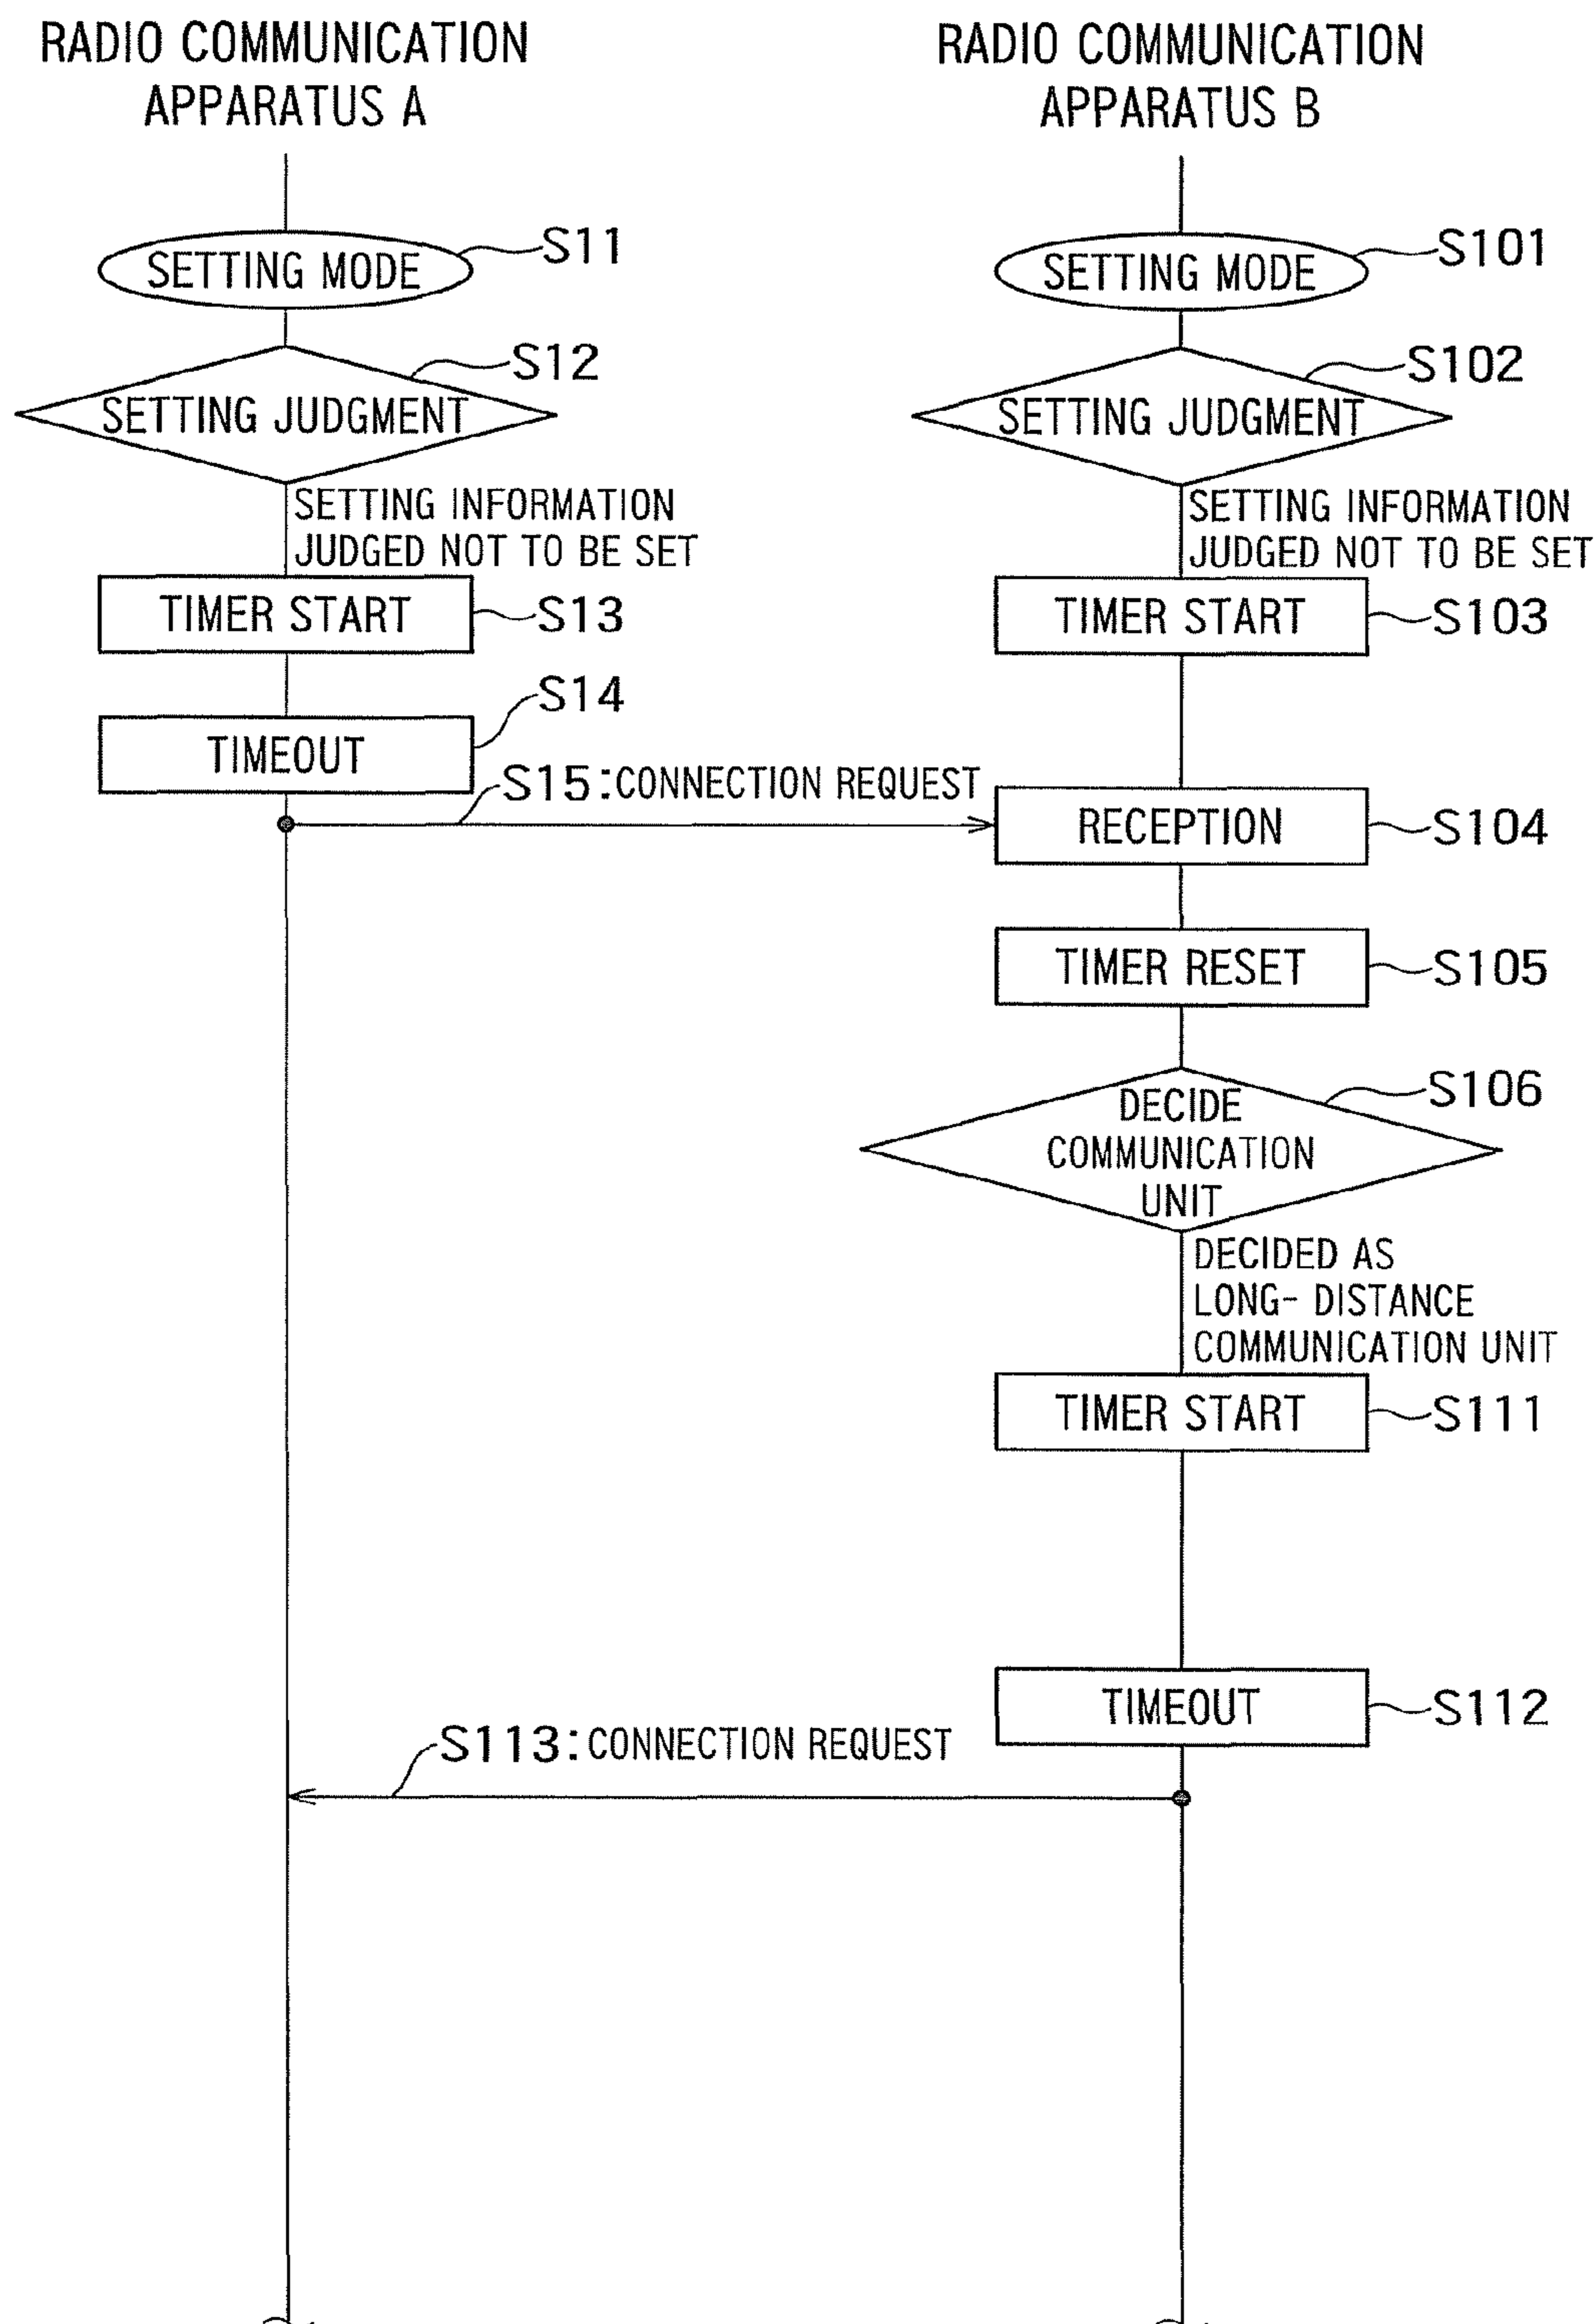 RADIO COMMUNICATION
APPARATUS A
RADIO COMMUNICATION
APPARATUS B
SETTING MODE
S11
SETTING MODE
S101
SETTING JUDGMENT
S12
SETTING JUDGMENT
S102
SETTING INFORMATION
JUDGED NOT TO BE SET
SETTING INFORMATION
JUDGED NOT TO BE SET
TIMER START
S13
TIMER START
S103
TIMEOUT
S14
S15:CONNECTION REQUEST
RECEPTION
S104
TIMER RESET
S105
DECIDE
COMMUNICATION
UNIT
S106
DECIDED AS
LONG- DISTANCE
COMMUNICATION UNIT
TIMER START
S111
TIMEOUT
S112
S113:CONNECTION REQUEST